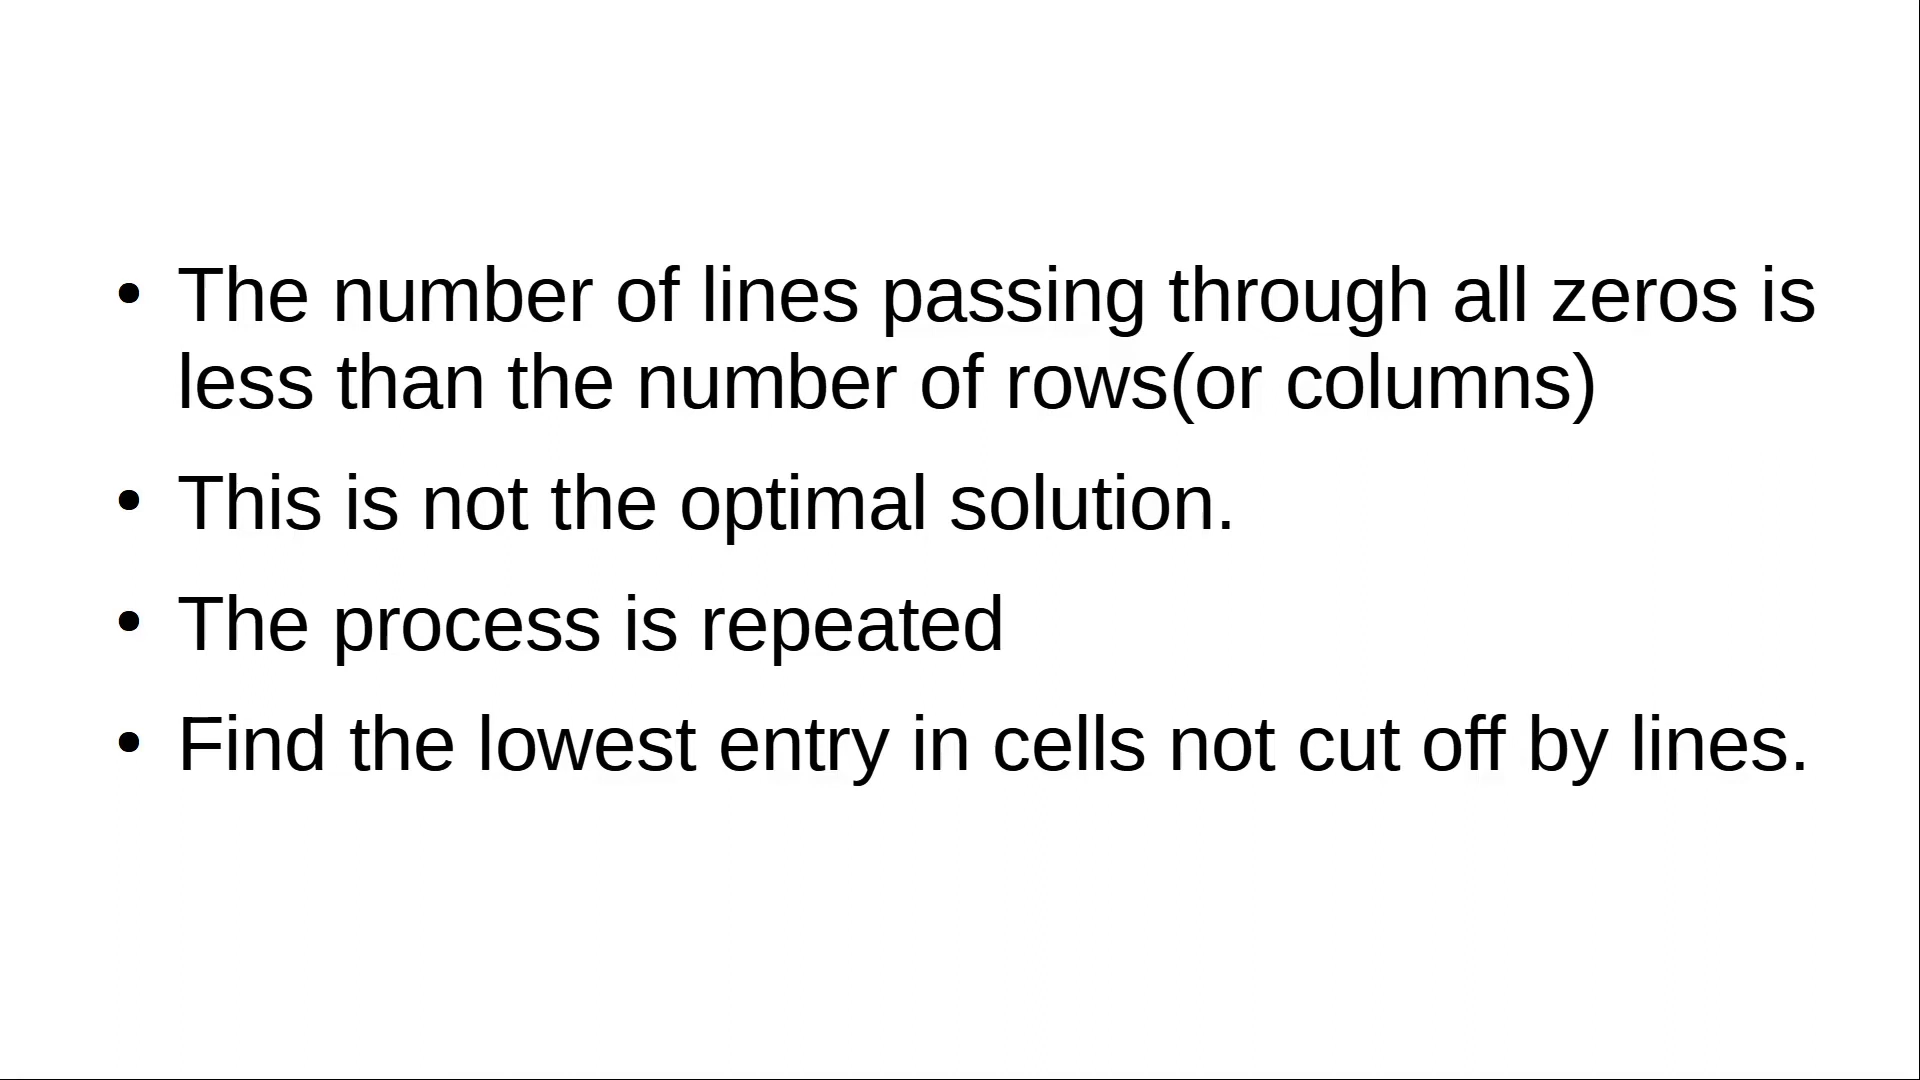 • The number of lines passing through all zeros is
less than the number of rows(or columns)
• This is not the optimal solution.
• The process is repeated
• Find the lowest entry in cells not cut off by lines.